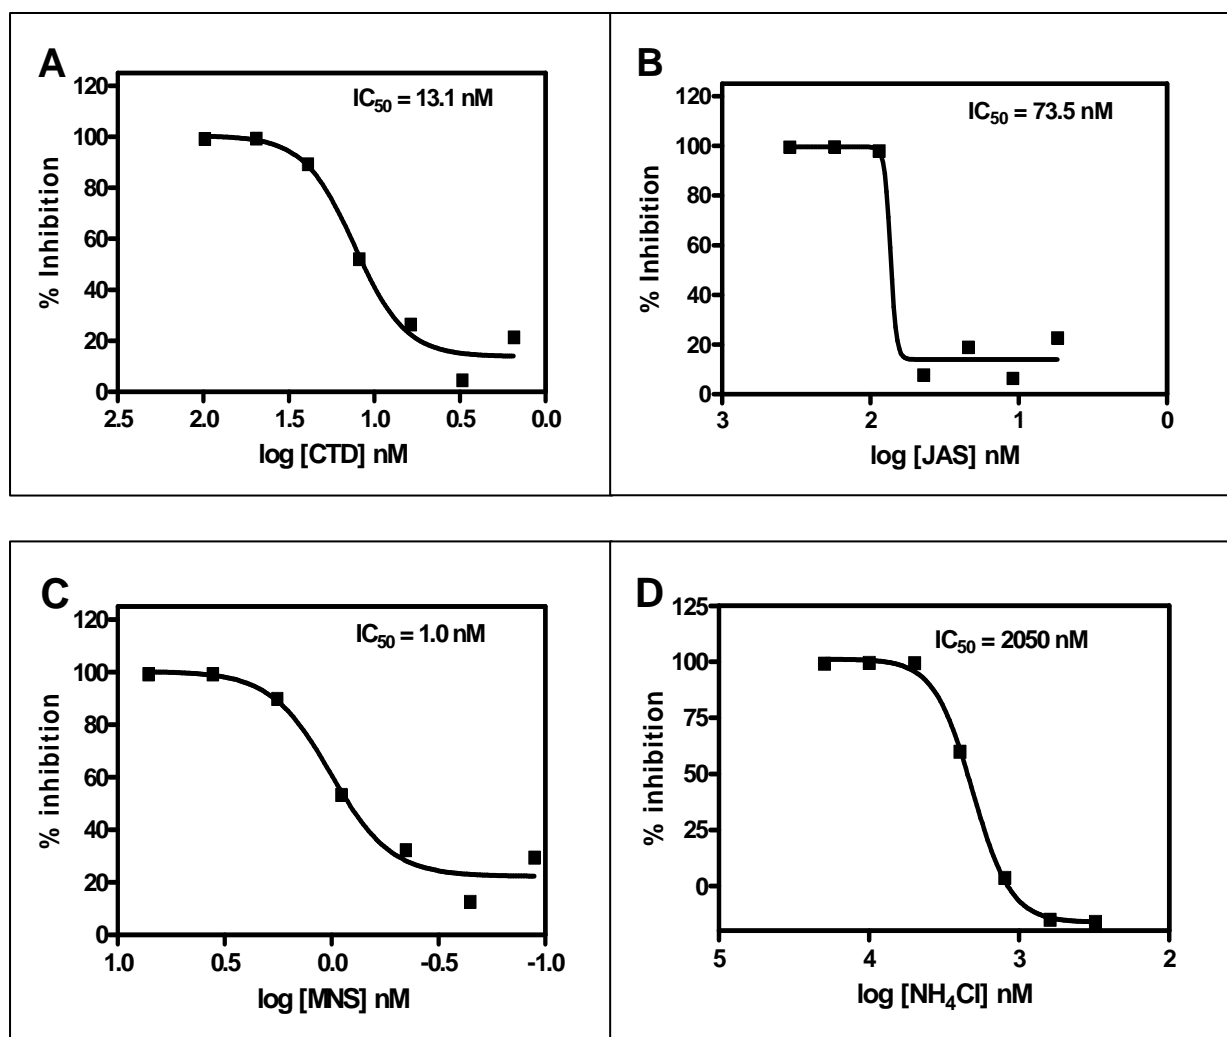 A
IC50 = 13.1 nM
% Inhibition
120
100
80
60
40
20
0
2.5 2.0 1.5 1.0 0.5 0.0
log [CTD] nM
B
IC50 = 73.5 nM
% Inhibition
120
100
80
60
40
20
0
3 2 1 0
log [JAS] nM
C
IC50 = 1.0 nM
% inhibition
120
100
80
60
40
20
0
1.0 0.5 0.0 -0.5 -1.0
log [MNS] nM
D
IC50 = 2050 nM
% inhibition
125
100
75
50
25
0
5 4 3 2
log [NH4Cl] nM